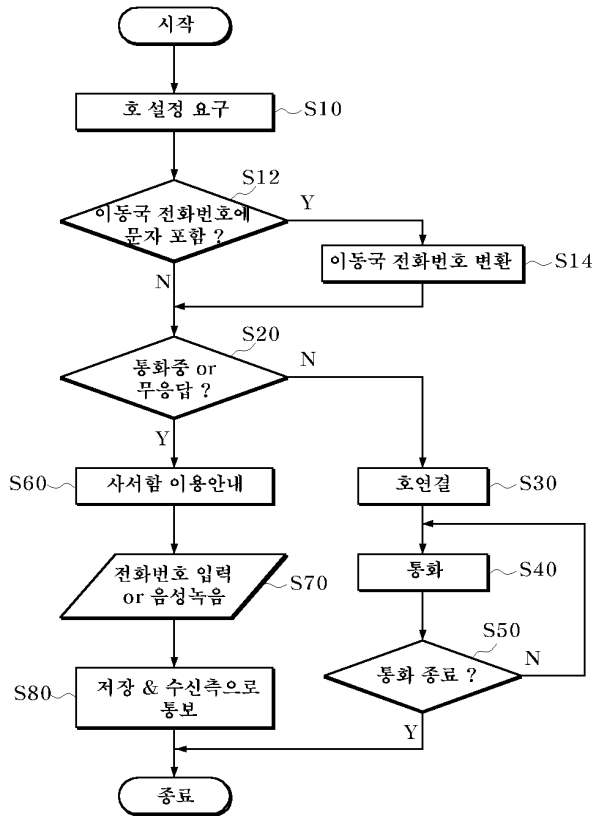 시작
호 설정 요구
S10
S12
이동국 전화번호에
문자 포함 ?
Y
N
이동국 전화번호 변환
S14
S20
통화중 or
무응답 ?
N
Y
S60
사서함 이용안내
호연결
S30
전화번호 입력
or 음성녹음
S70
통화
S40
S50
통화 종료 ?
N
Y
S80
저장 & 수신측으로
통보
종료